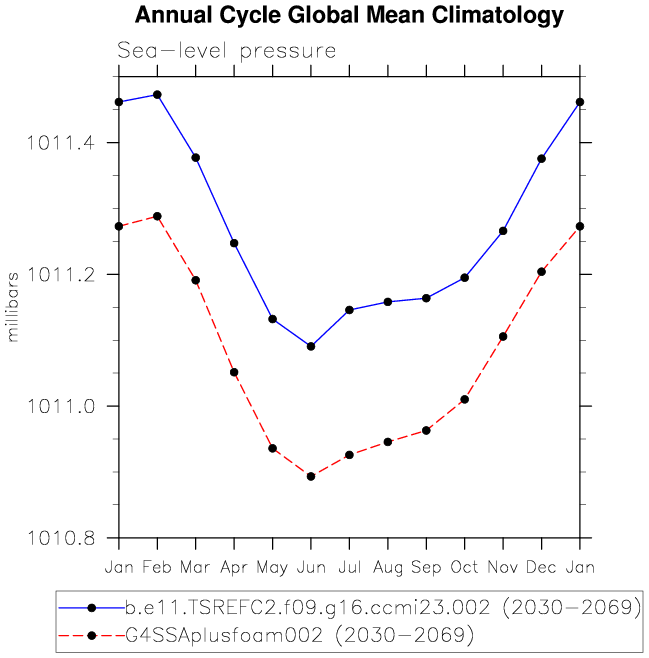 Annual Cycle Global Mean Climatology
Sea-level pressure
1011.4
1011.2
1011.0
1010.8
millibars
Jan Feb Mar Apr May Jun Jul Aug Sep Oct Nov Dec Jan
b.e11.TSREFC2.f09.g16.ccmi23.002 (2030-2069)
G4SSAplusfoam002 (2030-2069)